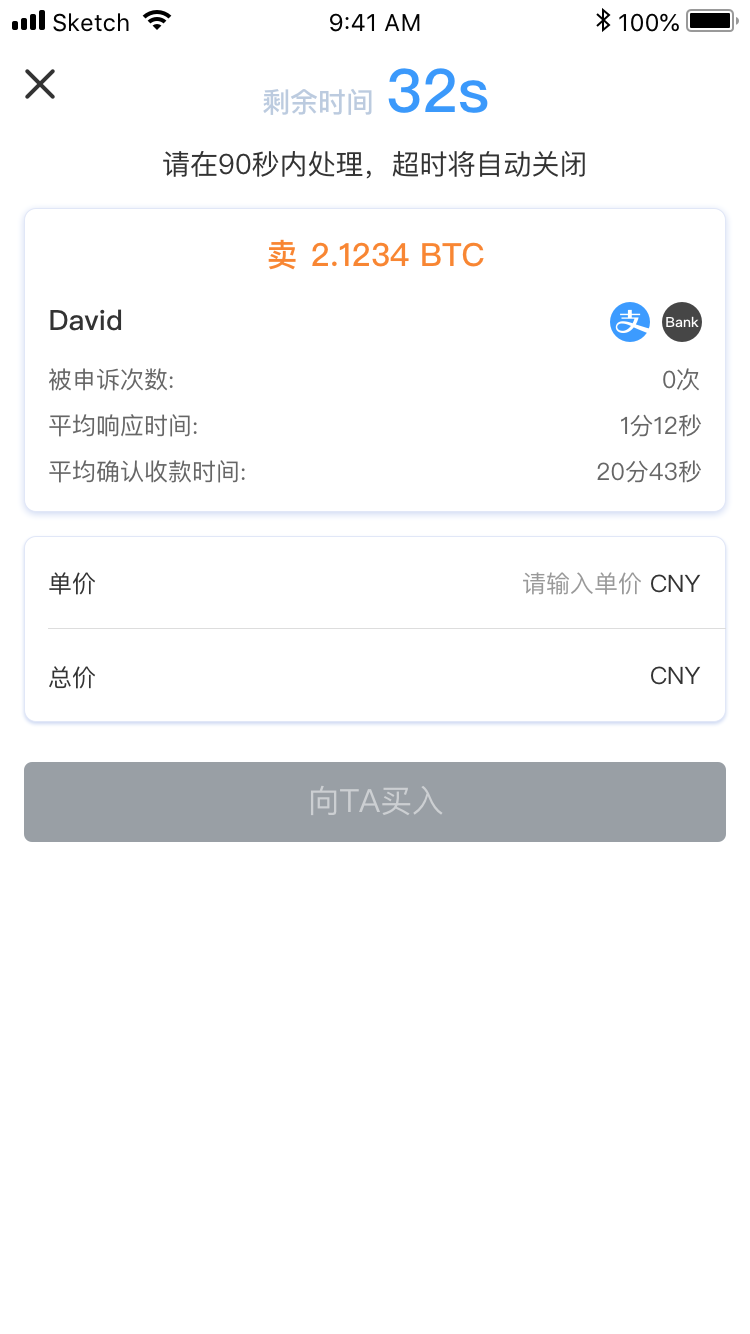 Sketch 9:41 AM 100%
剩余时间 32s
请在90秒内处理，超时将自动关闭
卖 2.1234 BTC
David 支 Bank
被申诉次数: 0次
平均响应时间: 1分12秒
平均确认收款时间: 20分43秒
单价 请输入单价 CNY
总价 CNY
向TA买入